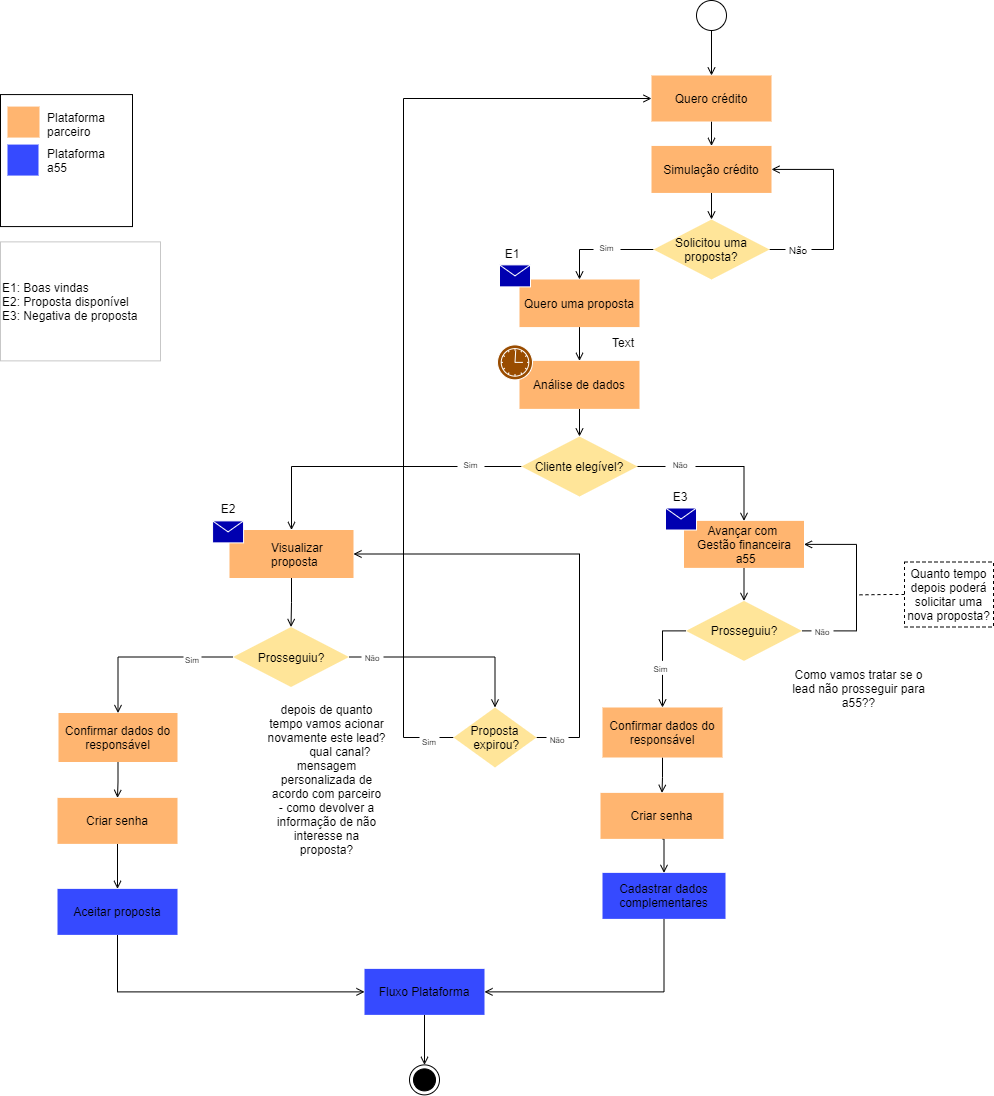 Quero crédito
Plataforma
parceiro
Plataforma
a55
Simulação crédito
Solicitou uma
proposta?
Sim
Não
E1
E1: Boas vindas
E2: Proposta disponível
E3: Negativa de proposta
Quero uma proposta
Text
Análise de dados
Cliente elegível?
Sim
Não
E2
E3
Visualizar
proposta
Avançar com
Gestão financeira
a55
Quanto tempo
depois poderá
solicitar uma
nova proposta?
Prosseguiu?
Sim
Não
Prosseguiu?
Sim
Não
Como vamos tratar se o
lead não prosseguir para
a55??
depois de quanto
tempo vamos acionar
novamente este lead?
qual canal?
mensagem
personalizada de
acordo com parceiro
- como devolver a
informação de não
interesse na
proposta?
Proposta
expirou?
Sim
Não
Confirmar dados do
responsável
Confirmar dados do
responsável
Criar senha
Criar senha
Aceitar proposta
Cadastrar dados
complementares
Fluxo Plataforma